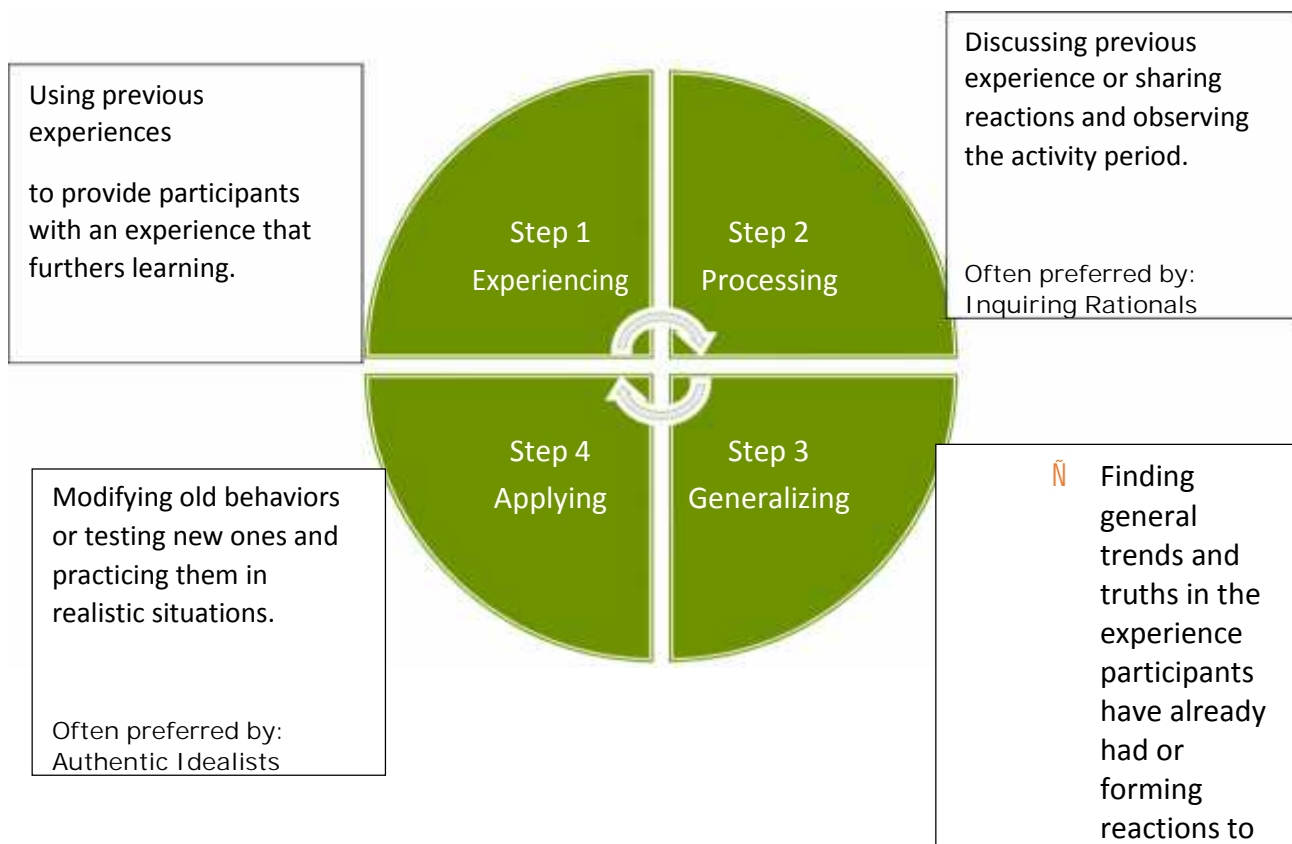 Using previous
experiences
to provide participants
with an experience that
furthers learning.
Discussing previous
experience or sharing
reactions and observing
the activity period.
Often preferred by:
Inquiring Rationals
Step 1
Experiencing
Step 2
Processing
Step 4
Applying
Step 3
Generalizing
Modifying old behaviors
or testing new ones and
practicing them in
realistic situations.
Often preferred by:
Authentic Idealists
Ñ Finding
general
trends and
truths in the
experience
participants
have already
had or
forming
reactions to